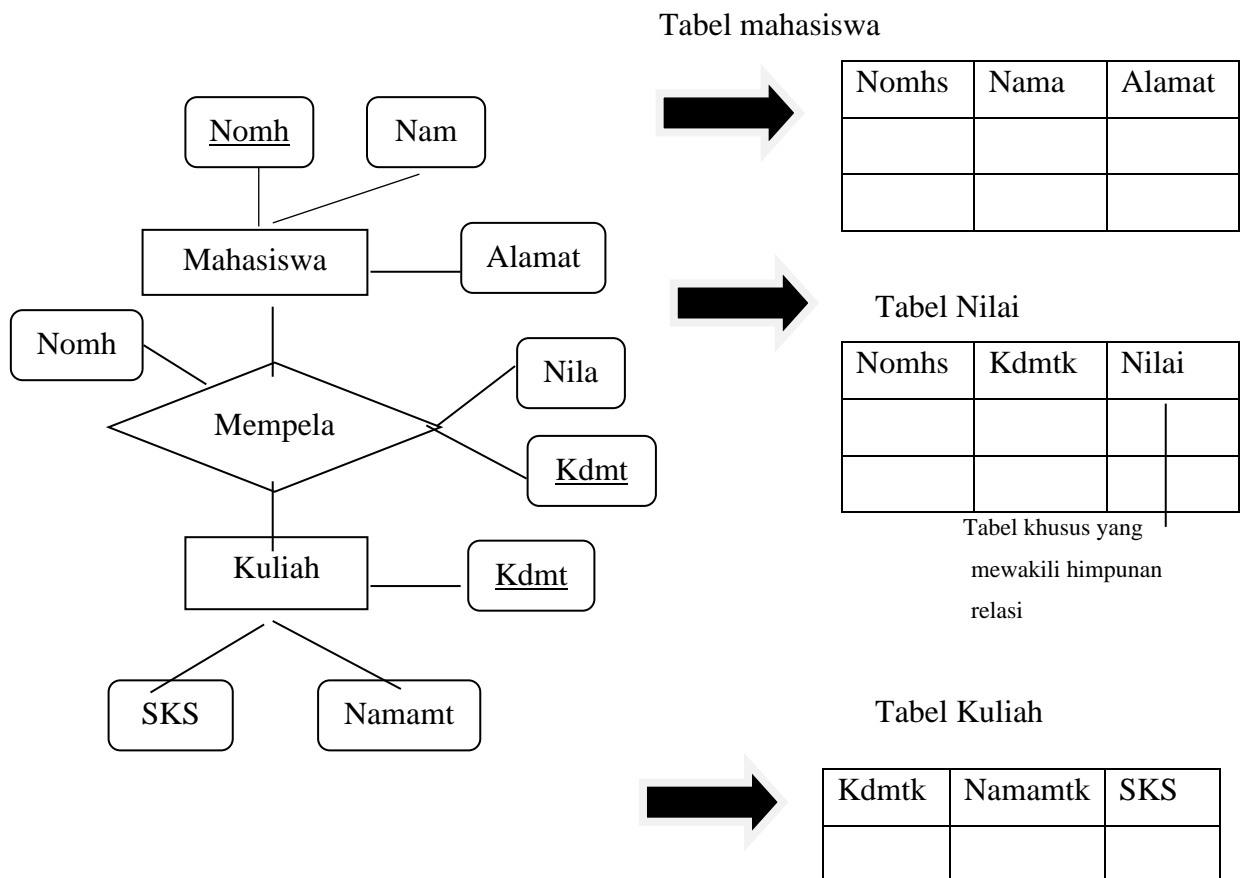 Tabel mahasiswa
Nomhs Nama Alamat
Nomh Nam
Mahasiswa Alamat
Tabel Nilai
Nomh
Nila
Nomhs Kdmtk Nilai
Mempela
Kdmt
Tabel khusus yang
mewakili himpunan
relasi
Kuliah Kdmt
SKS Namamt
Tabel Kuliah
Kdmtk Namamtk SKS